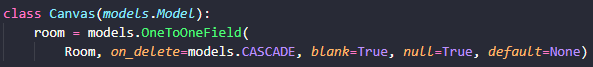 class Canvas(models.Model):
    room = models.OneToOneField(
        Room, on_delete=models.CASCADE, blank=True, null=True, default=None)